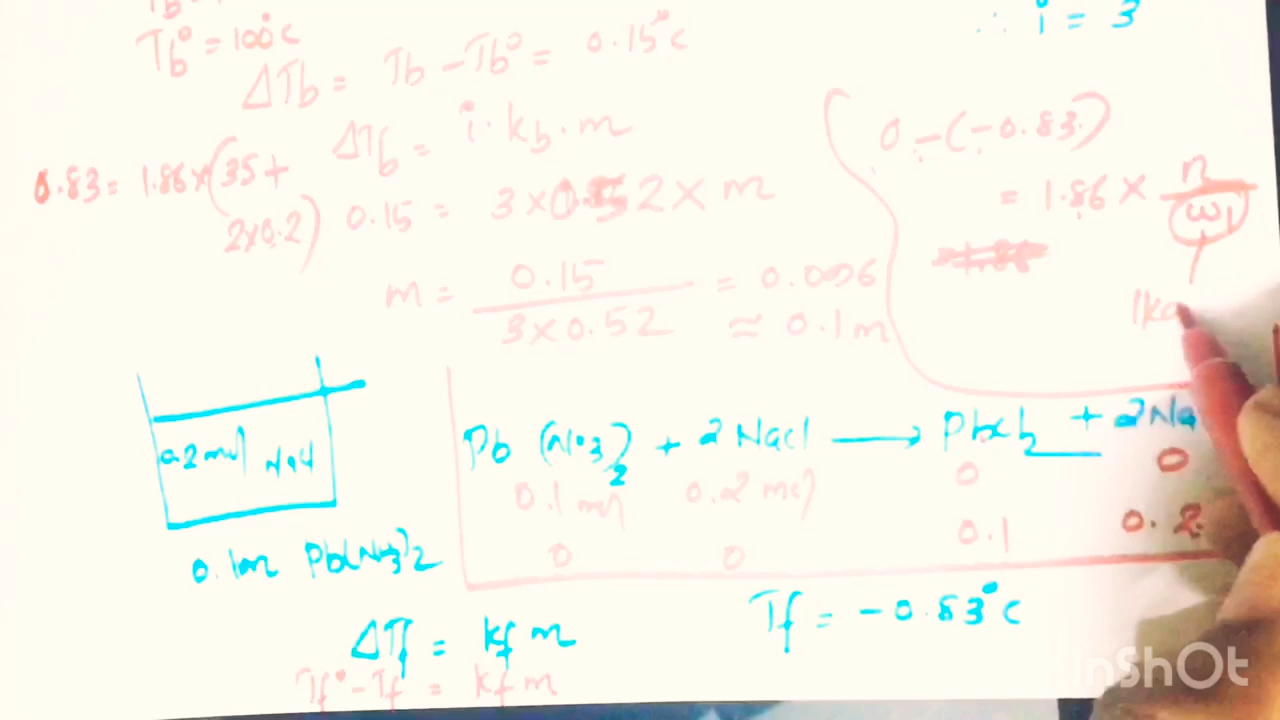 Tb° = 100°c
∴ i = 3
ΔTb = Tb - Tb° = 0.15°c
ΔTb = i · kb · m
0.83 = 1.86 × (35 +
2×0.2)
0.15 = 3 × 0.52 × m
m = 0.15 / 3 × 0.52 = 0.096
≈ 0.1m
0 - (-0.83)
= 1.86 × n / w1
1kg
0.2 mol NaCl
0.1m Pb(NO3)2
Pb(NO3)2 + 2NaCl ⟶ Pbcl2 + 2Na
0.1 mol 0.2 mol 0 0
0 0 0.1 0.2
Tf = -0.83°c
ΔTf = kf m
Tf° - Tf = kf m
InShOt